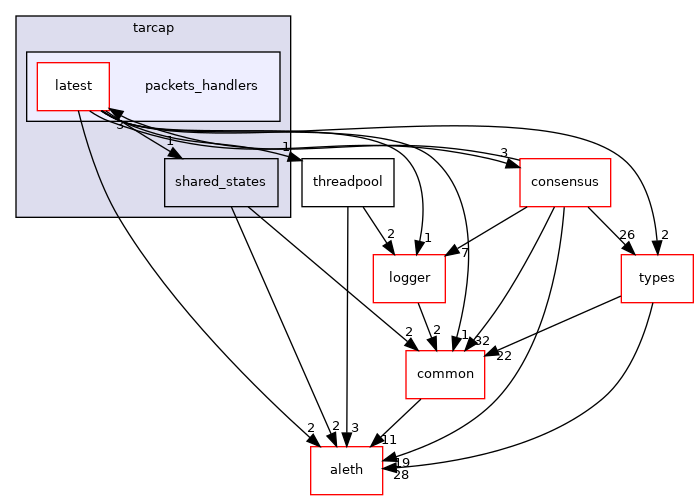 tarcap
latest
packets_handlers
3
1
1
3
shared_states
threadpool
consensus
2
1
7
26
2
logger
types
2
2
1
32
22
common
2
2
3
11
19
28
aleth